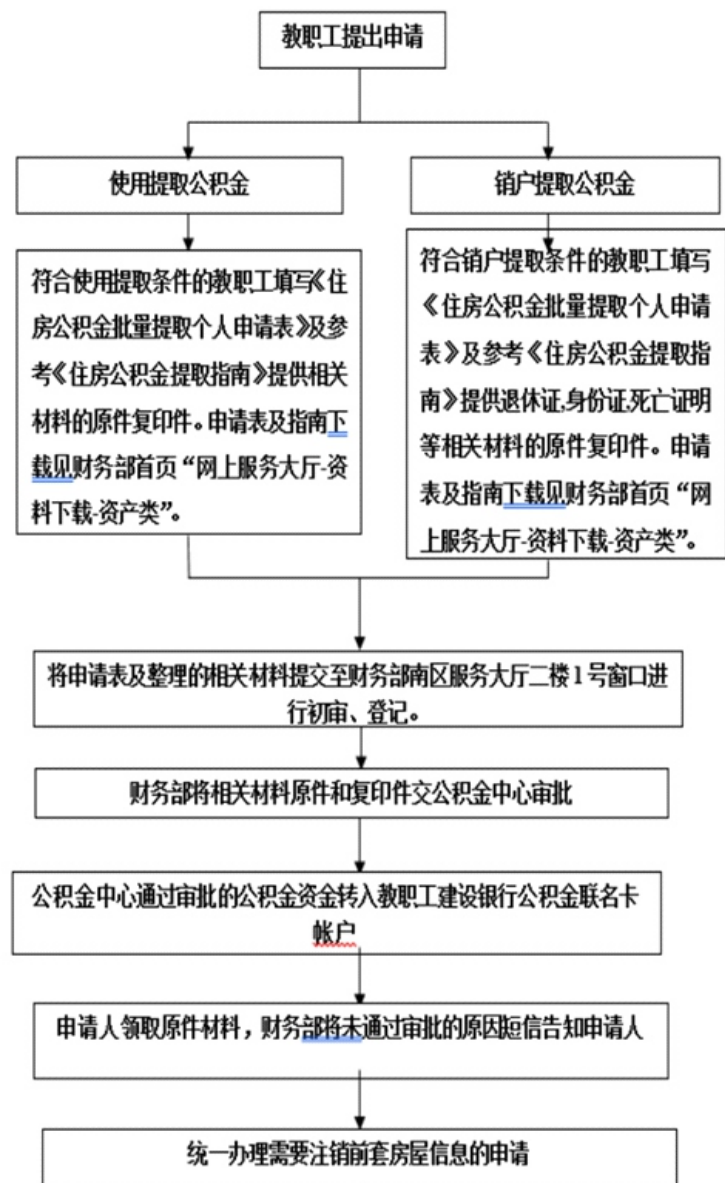 教职工提出申请
使用提取公积金
销户提取公积金
符合使用提取条件的教职工填写《住
房公积金批量提取个人申请表》及参
考《住房公积金提取指南》提供相关
材料的原件复印件。申请表及指南下
载见财务部首页“网上服务大厅-资
料下载-资产类”。
符合销户提取条件的教职工填写
《住房公积金批量提取个人申请
表》及参考《住房公积金提取指
南》提供退休证,身份证,死亡证明
等相关材料的原件复印件。申请
表及指南下载见财务部首页“网
上服务大厅-资料下载-资产类”。
将申请表及整理的相关材料提交至财务部南区服务大厅二楼1号窗口进
行初审、登记。
财务部将相关材料原件和复印件交公积金中心审批
公积金中心通过审批的公积金资金转入教职工建设银行公积金联名卡
帐户
申请人领取原件材料，财务部将未通过审批的原因短信告知申请人
统一办理需要注销前套房屋信息的申请